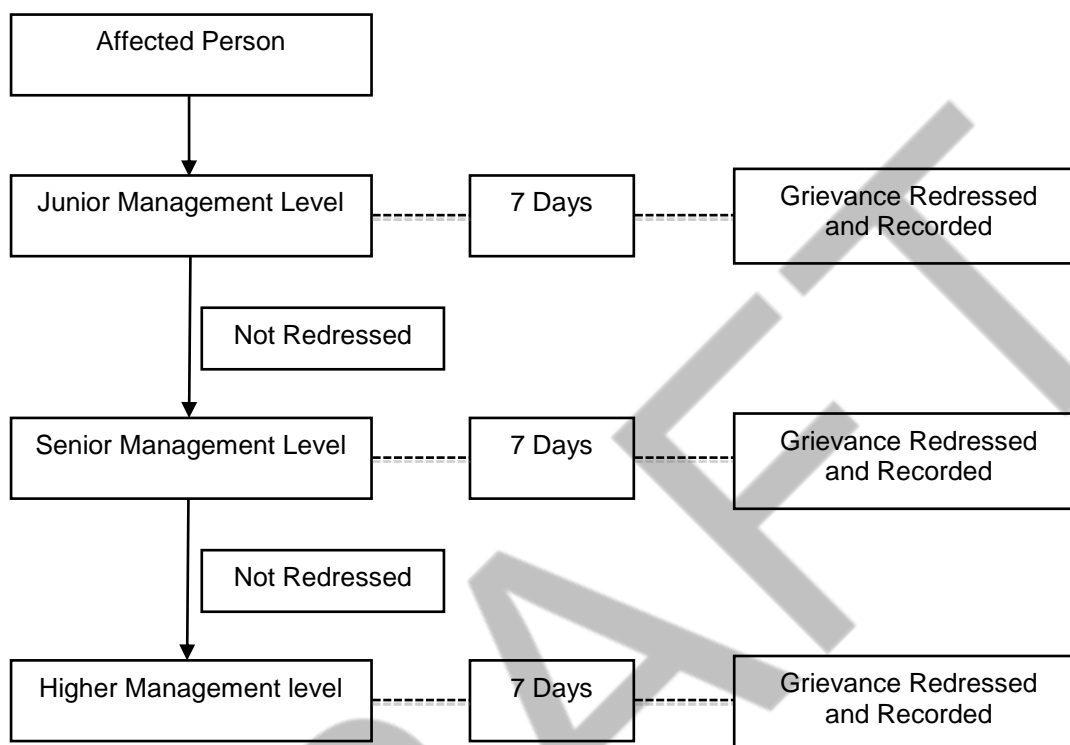 Affected Person
Junior Management Level
7 Days
Grievance Redressed
and Recorded
Not Redressed
Senior Management Level
7 Days
Grievance Redressed
and Recorded
Not Redressed
Higher Management level
7 Days
Grievance Redressed
and Recorded
RAFT